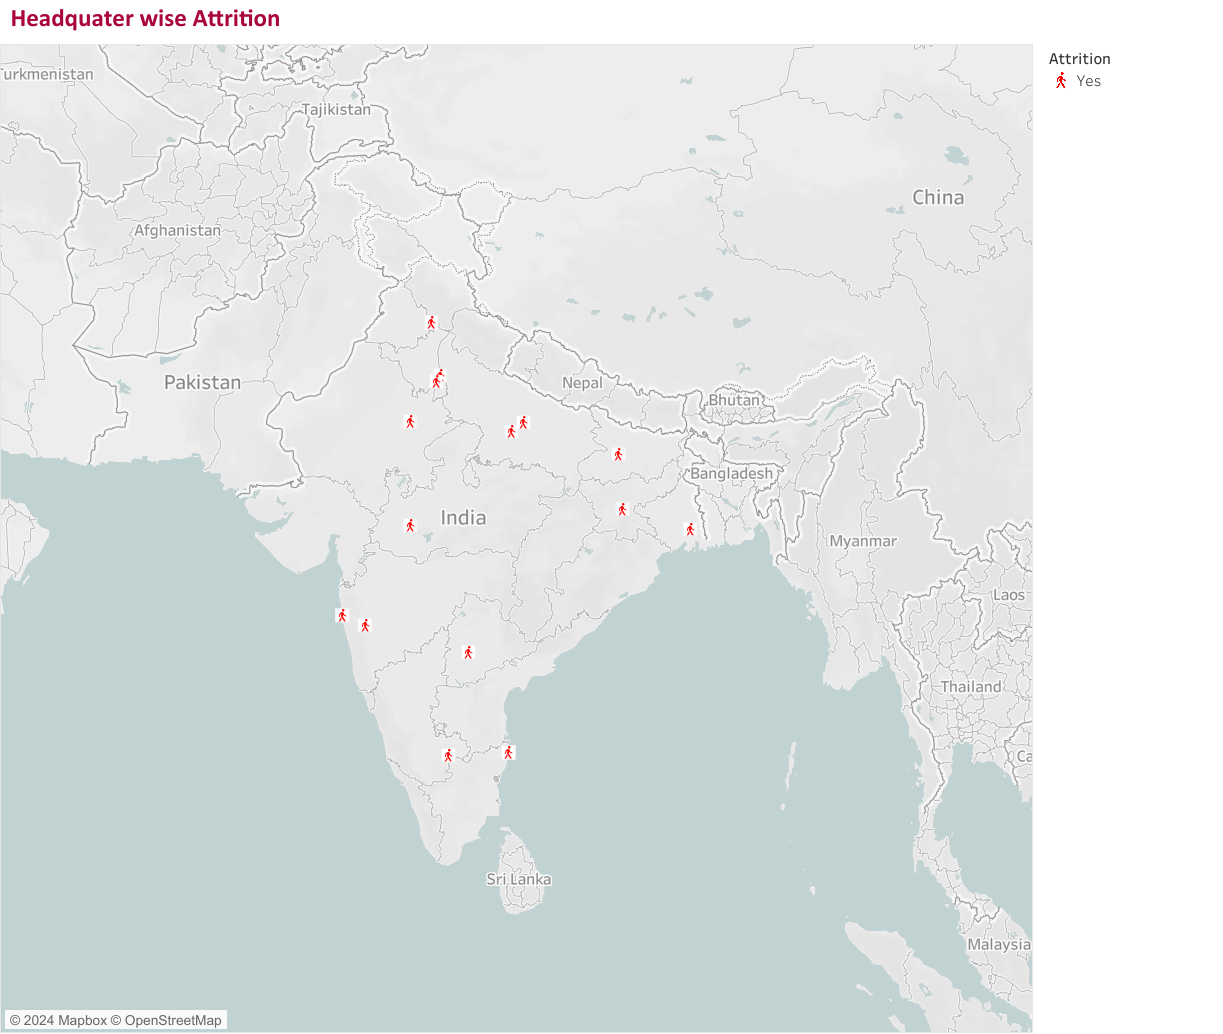 Headquater wise Attrition
Attrition
Yes
Turkmenistan
Tajikistan
China
Afghanistan
Pakistan
Nepal
Bhutan
Bangladesh
India
Myanmar
Laos
Thailand
Ca
Sri Lanka
Malaysia
© 2024 Mapbox © OpenStreetMap